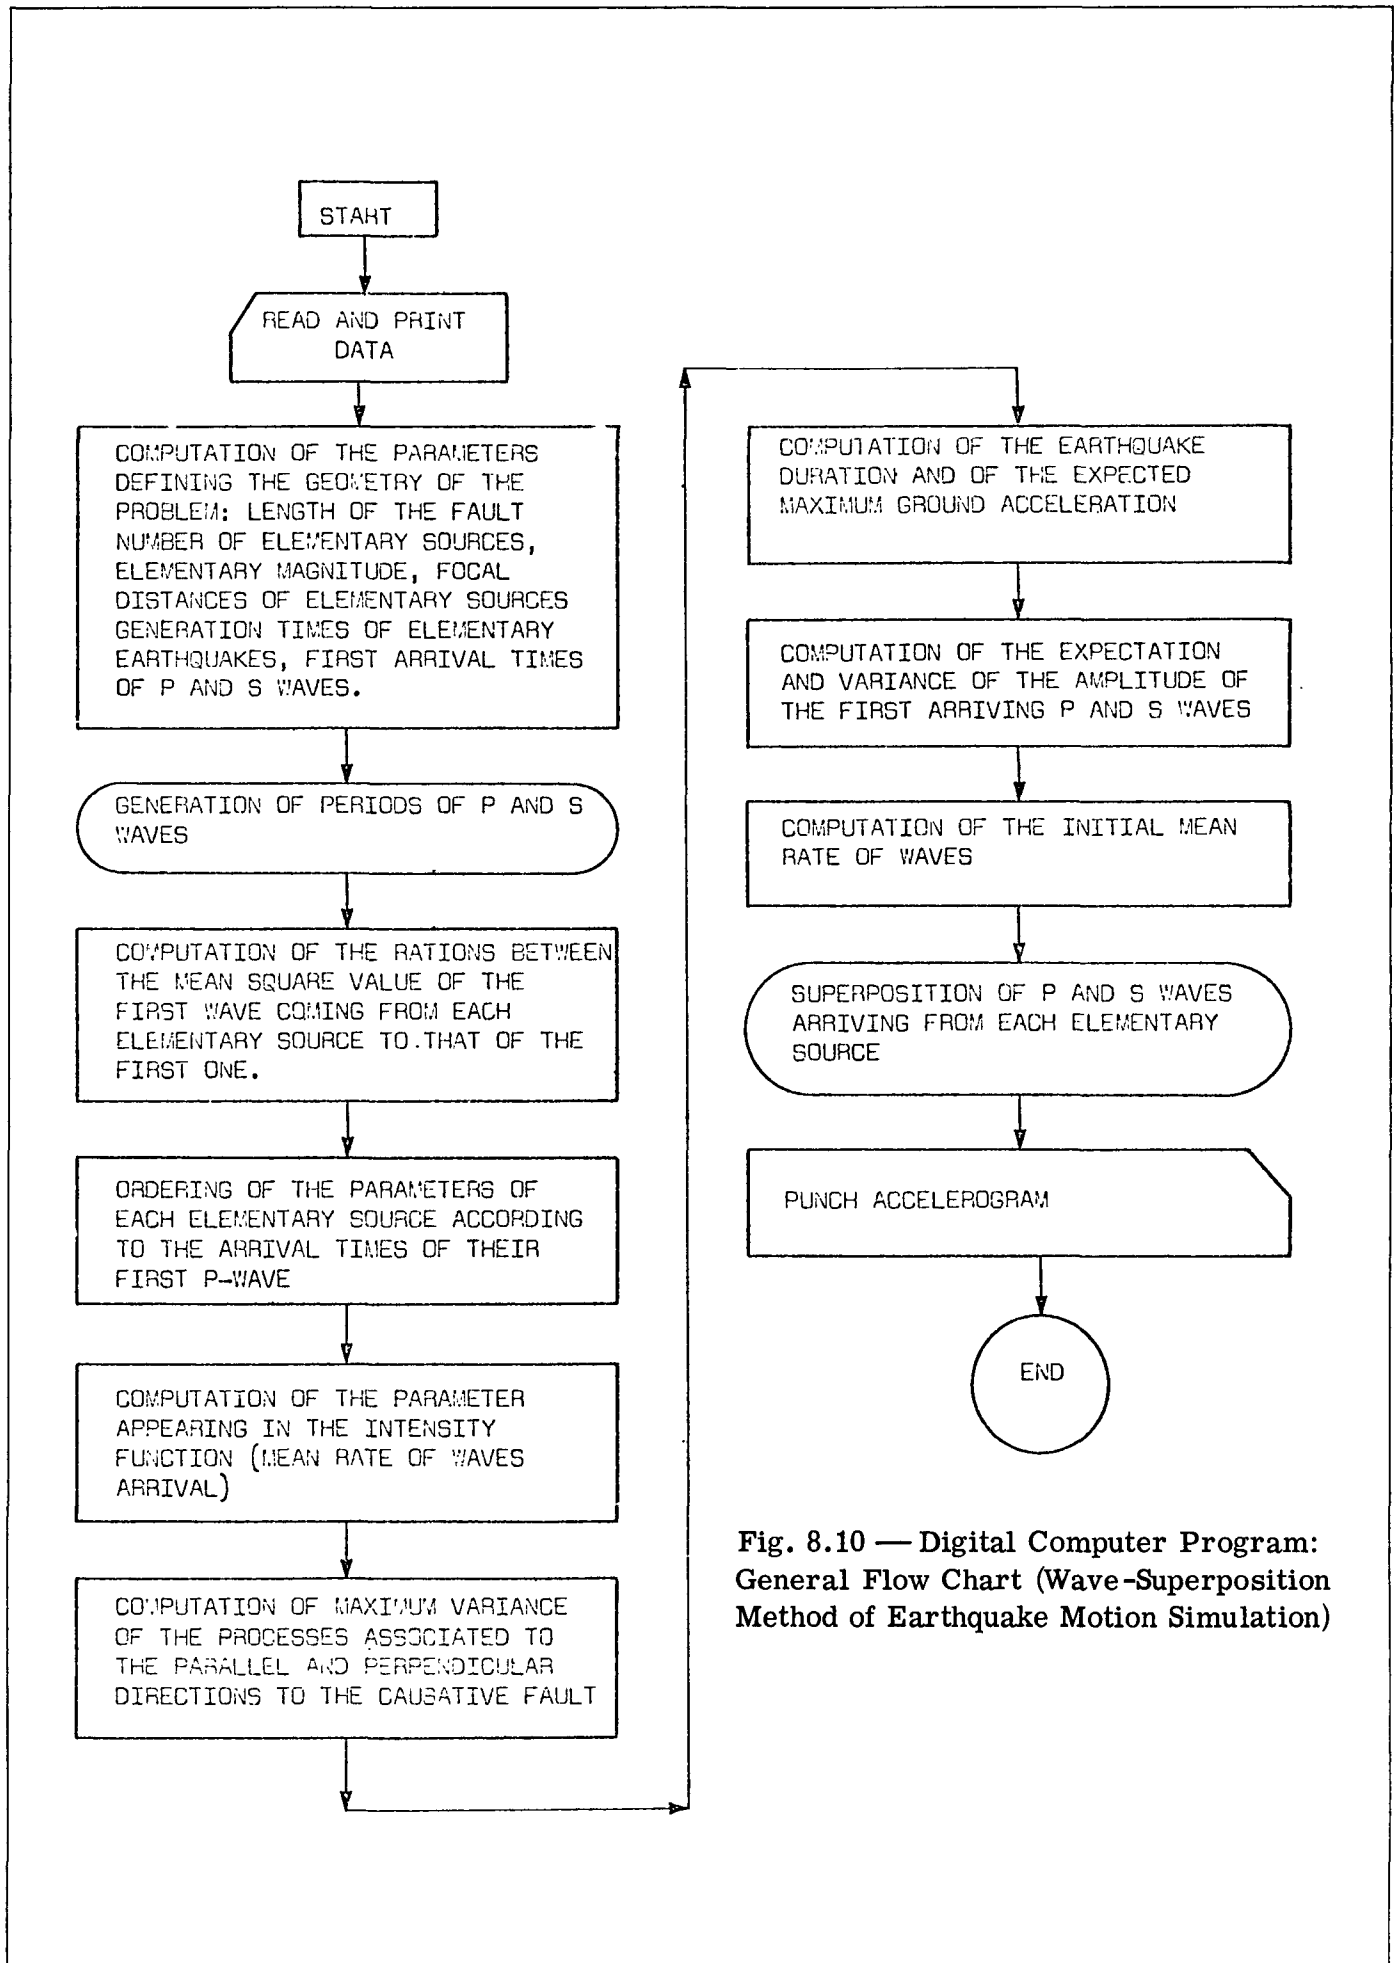 START
READ AND PRINT
DATA
COMPUTATION OF THE PARAMETERS
DEFINING THE GEOMETRY OF THE
PROBLEM: LENGTH OF THE FAULT
NUMBER OF ELEMENTARY SOURCES,
ELEMENTARY MAGNITUDE, FOCAL
DISTANCES OF ELEMENTARY SOURCES
GENERATION TIMES OF ELEMENTARY
EARTHQUAKES, FIRST ARRIVAL TIMES
OF P AND S WAVES.
GENERATION OF PERIODS OF P AND S
WAVES
COMPUTATION OF THE RATIONS BETWEEN
THE MEAN SQUARE VALUE OF THE
FIRST WAVE COMING FROM EACH
ELEMENTARY SOURCE TO THAT OF THE
FIRST ONE.
ORDERING OF THE PARAMETERS OF
EACH ELEMENTARY SOURCE ACCORDING
TO THE ARRIVAL TIMES OF THEIR
FIRST P-WAVE
COMPUTATION OF THE PARAMETER
APPEARING IN THE INTENSITY
FUNCTION (MEAN RATE OF WAVES
ARRIVAL)
COMPUTATION OF MAXIMUM VARIANCE
OF THE PROCESSES ASSOCIATED TO
THE PARALLEL AND PERPENDICULAR
DIRECTIONS TO THE CAUSATIVE FAULT
COMPUTATION OF THE EARTHQUAKE
DURATION AND OF THE EXPECTED
MAXIMUM GROUND ACCELERATION
COMPUTATION OF THE EXPECTATION
AND VARIANCE OF THE AMPLITUDE OF
THE FIRST ARRIVING P AND S WAVES
COMPUTATION OF THE INITIAL MEAN
RATE OF WAVES
SUPERPOSITION OF P AND S WAVES
ARRIVING FROM EACH ELEMENTARY
SOURCE
PUNCH ACCELEROGRAM
END
Fig. 8.10 — Digital Computer Program:
General Flow Chart (Wave-Superposition
Method of Earthquake Motion Simulation)